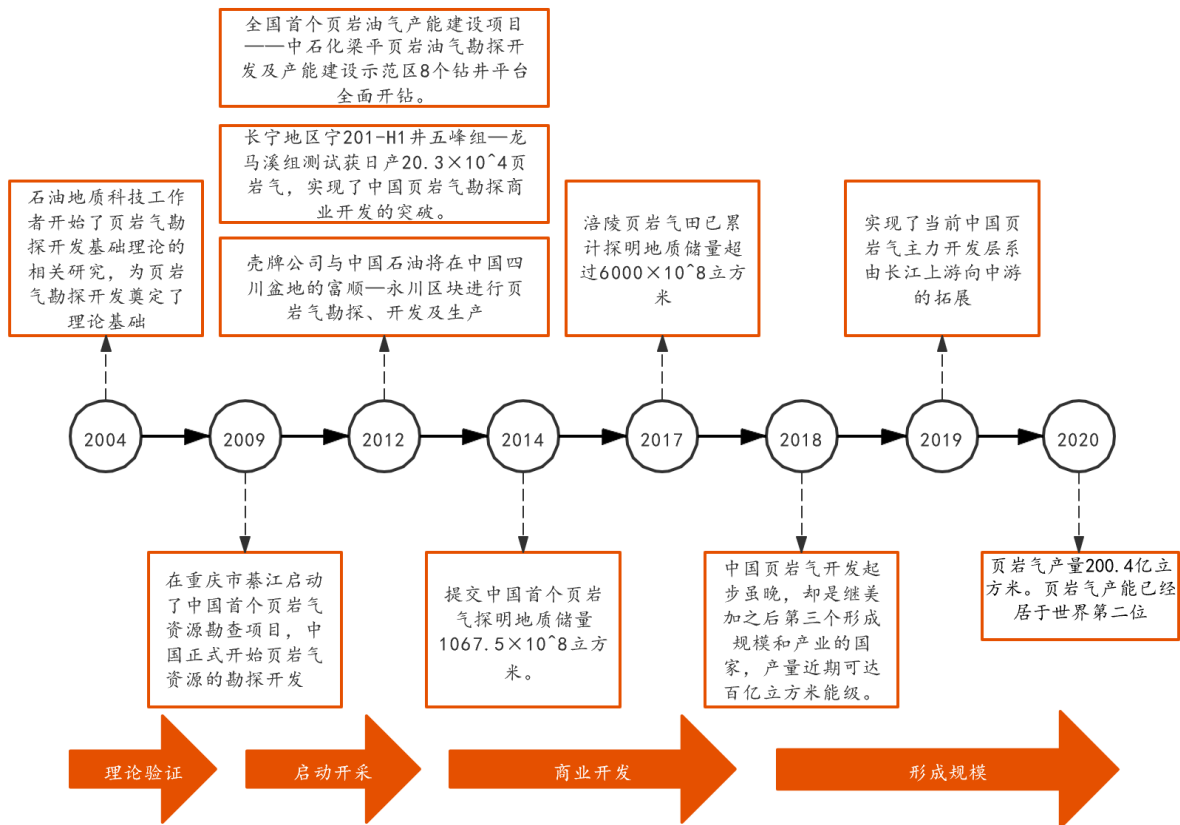 全国首个页岩油气产能建设项目
——中石化梁平页岩油气勘探开
发及产能建设示范区8个钻井平台
全面开钻。
长宁地区宁201-H1井五峰组—龙
马溪组测试获日产20.3×10^4页
岩气，实现了中国页岩气勘探商
业开发的突破。
壳牌公司与中国石油将在中国四
川盆地的富顺—永川区块进行页
岩气勘探、开发及生产
石油地质科技工作
者开始了页岩气勘
探开发基础理论的
相关研究，为页岩
气勘探开发奠定了
理论基础
涪陵页岩气田已累
计探明地质储量超
过6000×10^8立方
米
实现了当前中国页
岩气主力开发层系
由长江上游向中游
的拓展
2004
2009
2012
2014
2017
2018
2019
2020
在重庆市綦江启动
了中国首个页岩气
资源勘查项目，中
国正式开始页岩气
资源的勘探开发
提交中国首个页岩
气探明地质储量
1067.5×10^8立方
米。
中国页岩气开发起
步虽晚，却是继美
加之后第三个形成
规模和产业的国
家，产量近期可达
百亿立方米能级。
页岩气产量200.4亿立
方米。页岩气产能已经
居于世界第二位
理论验证
启动开采
商业开发
形成规模